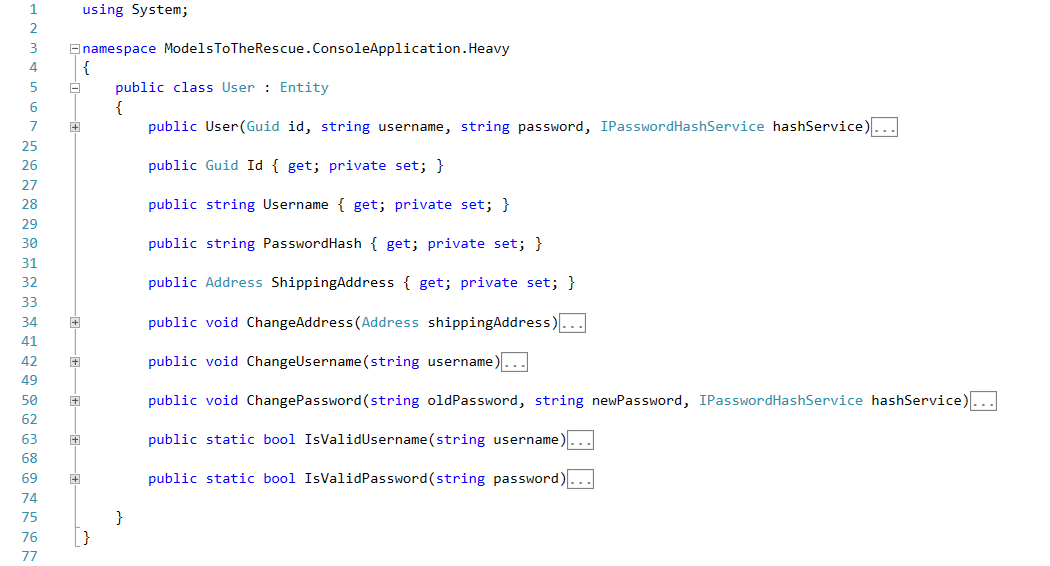 1 using System;
2
3 namespace ModelsToTheRescue.ConsoleApplication.Heavy
4 {
5 public class User : Entity
6 {
7 public User(Guid id, string username, string password, IPasswordHashService hashService)...
25
26 public Guid Id { get; private set; }
27
28 public string Username { get; private set; }
29
30 public string PasswordHash { get; private set; }
31
32 public Address ShippingAddress { get; private set; }
33
34 public void ChangeAddress(Address shippingAddress)...
41
42 public void ChangeUsername(string username)...
49
50 public void ChangePassword(string oldPassword, string newPassword, IPasswordHashService hashService)...
62
63 public static bool IsValidUsername(string username)...
68
69 public static bool IsValidPassword(string password)...
74
75 }
76 }
77